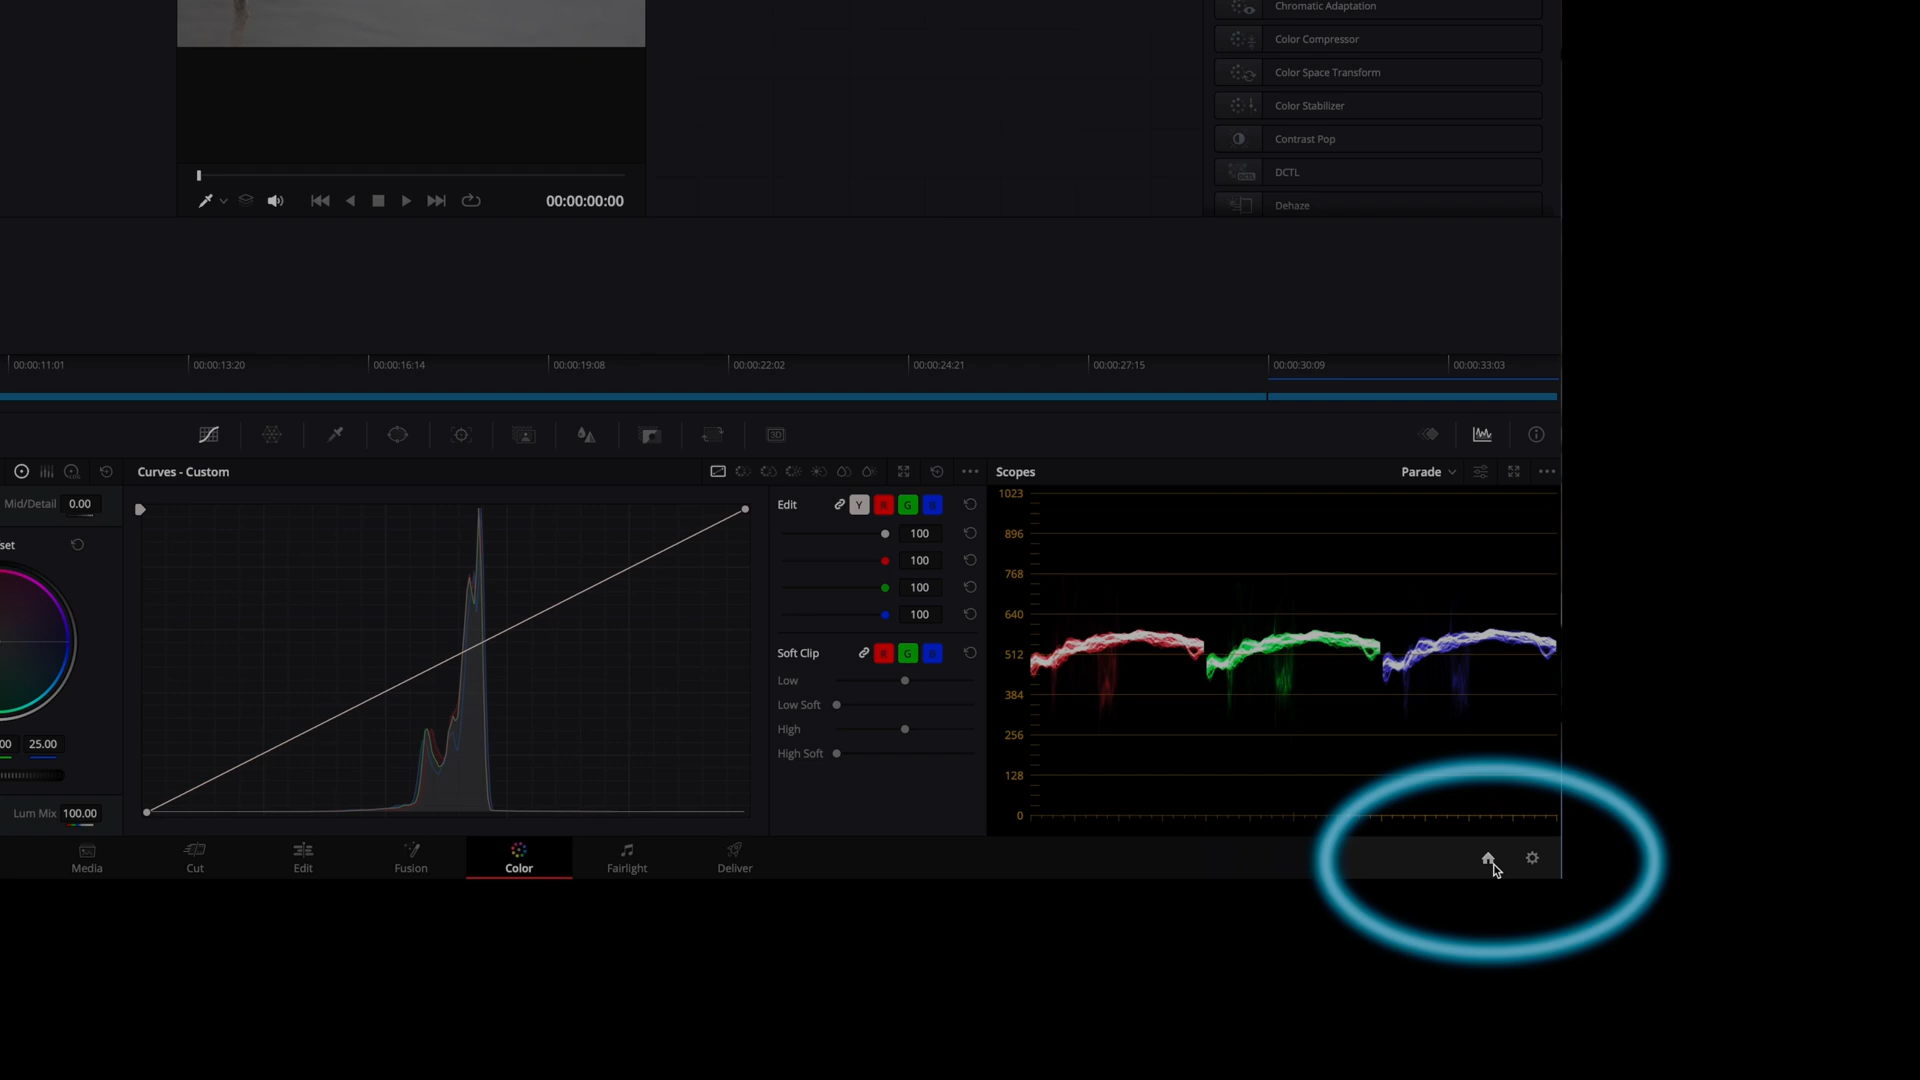 Chromatic Adaptation
Color Compressor
Color Space Transform
Color Stabilizer
Contrast Pop
DCTL
DCTL
Dehaze
00:00:00:00
00:00:11:01
00:00:13:20
00:00:16:14
00:00:19:08
00:00:22:02
00:00:24:21
00:00:27:15
00:00:30:09
00:00:33:03
3D
Curves - Custom
Scopes
Parade
Mid/Detail 0.00
set
00 25.00
Lum Mix 100.00
Edit Y R G B
100
100
100
100
Soft Clip R G B
Low
Low Soft
High
High Soft
1023
896
768
640
512
384
256
128
0
Media
Cut
Edit
Fusion
Color
Fairlight
Deliver